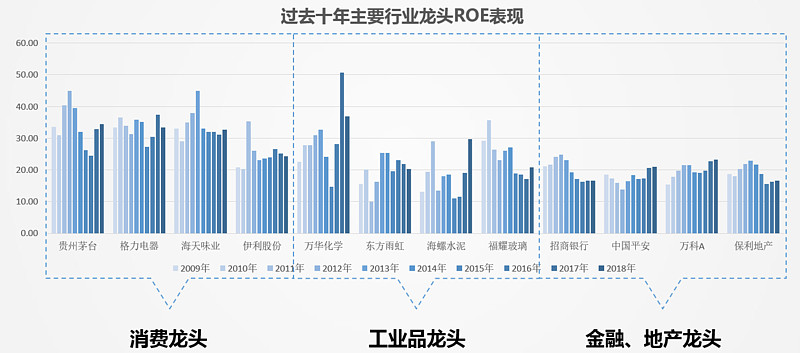 过去十年主要行业龙头ROE表现
60.00
50.00
40.00
30.00
20.00
10.00
0.00
贵州茅台 格力电器 海天味业 伊利股份 万华化学 东方雨虹 海螺水泥 福耀玻璃 招商银行 中国平安 万科A 保利地产
2009年 2010年 2011年 2012年 2013年 2014年 2015年 2016年 2017年 2018年
消费龙头 工业品龙头 金融、地产龙头